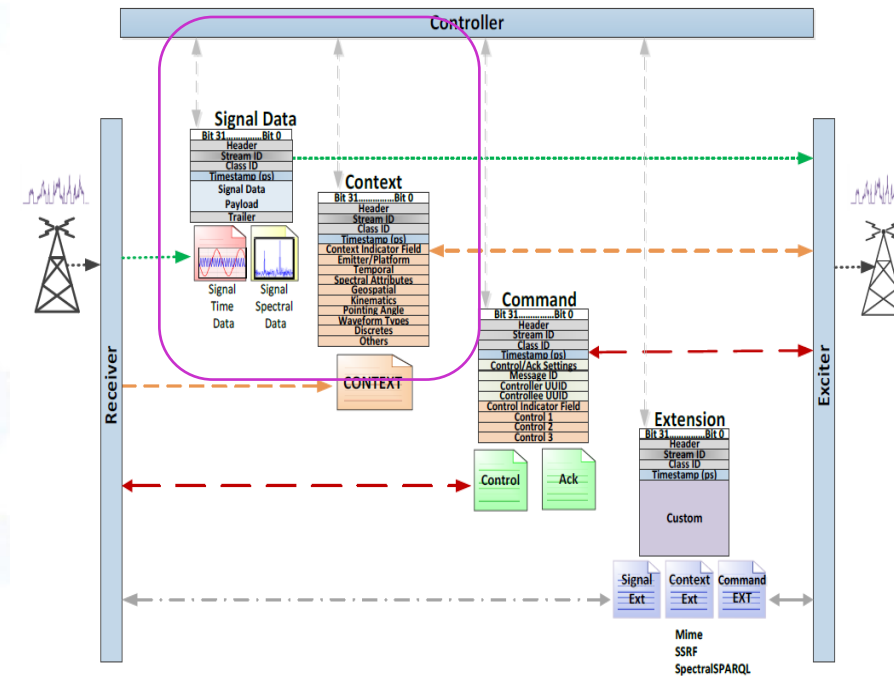 Controller
Signal Data
Bit 31...............Bit 0
Header
Stream ID
Class ID
Timestamp (ps)
Signal Data
Payload
Trailer
Signal
Time
Data
Signal
Spectral
Data
Context
Bit 31...............Bit 0
Header
Stream ID
Class ID
Timestamp (ps)
Context Indicator Field
Emitter/Platform
Temporal
Spectral Attributes
Geospatial
Kinematics
Pointing Angle
Waveform Types
Discretes
Others
CONTEXT
Command
Bit 31...............Bit 0
Header
Stream ID
Class ID
Timestamp (ps)
Control/Ack Settings
Message ID
Controller UUID
Controllee UUID
Control Indicator Field
Control 1
Control 2
Control 3
Control
Ack
Extension
Bit 31...............Bit 0
Header
Stream ID
Class ID
Timestamp (ps)
Custom
Signal
Ext
Context
Ext
Command
EXT
Mime
SSRF
SpectralSPARQL
Receiver
Exciter